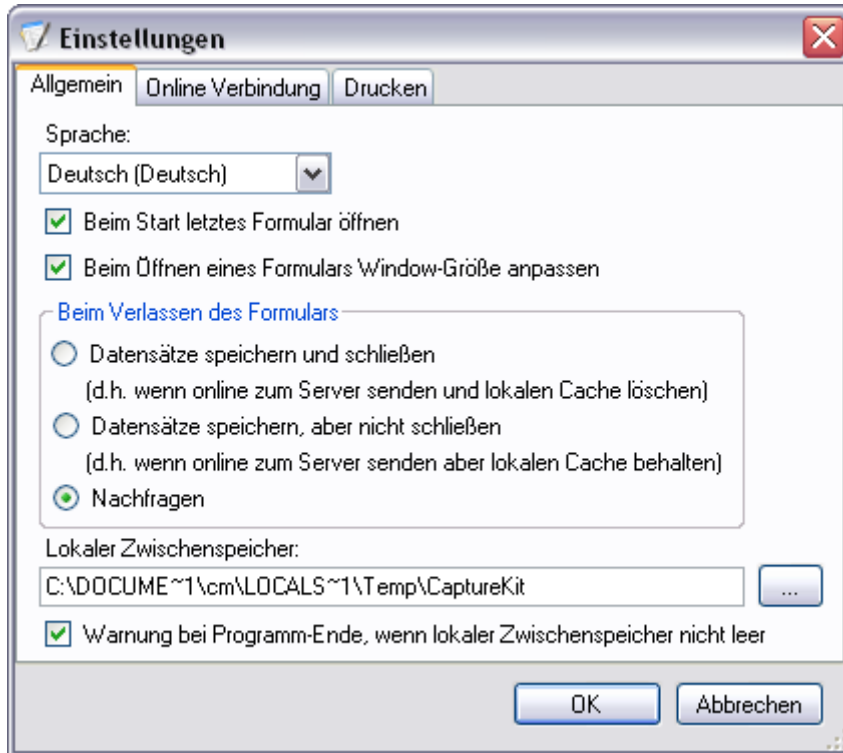 Einstellungen
Allgemein Online Verbindung Drucken
Sprache:
Deutsch (Deutsch)
Beim Start letztes Formular öffnen
Beim Öffnen eines Formulars Window-Größe anpassen
Beim Verlassen des Formulars
Datensätze speichern und schließen
(d.h. wenn online zum Server senden und lokalen Cache löschen)
Datensätze speichern, aber nicht schließen
(d.h. wenn online zum Server senden aber lokalen Cache behalten)
Nachfragen
Lokaler Zwischenspeicher:
C:\DOCUME~1\cm\LOCALS~1\Temp\CaptureKit
...
Warnung bei Programm-Ende, wenn lokaler Zwischenspeicher nicht leer
OK Abbrechen